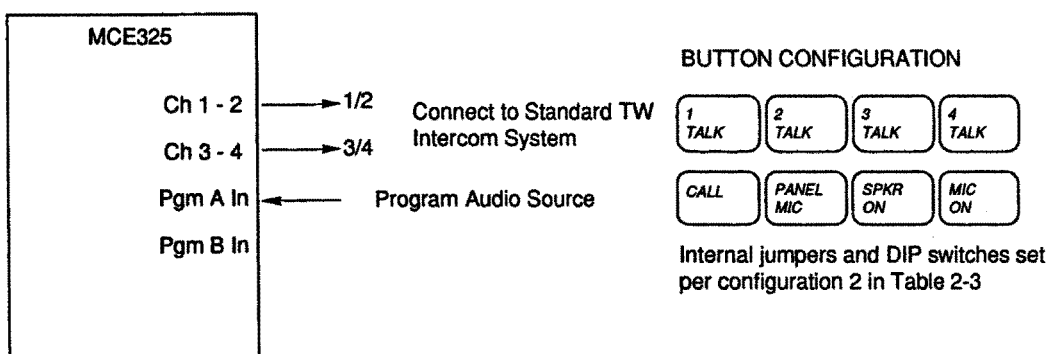 MCE325
Ch 1 - 2
1/2
Ch 3 - 4
3/4
Connect to Standard TW
Intercom System
Pgm A In
Program Audio Source
Pgm B In
BUTTON CONFIGURATION
1
TALK
2
TALK
3
TALK
4
TALK
CALL
PANEL
MIC
SPKR
ON
MIC
ON
Internal jumpers and DIP switches set
per configuration 2 in Table 2-3